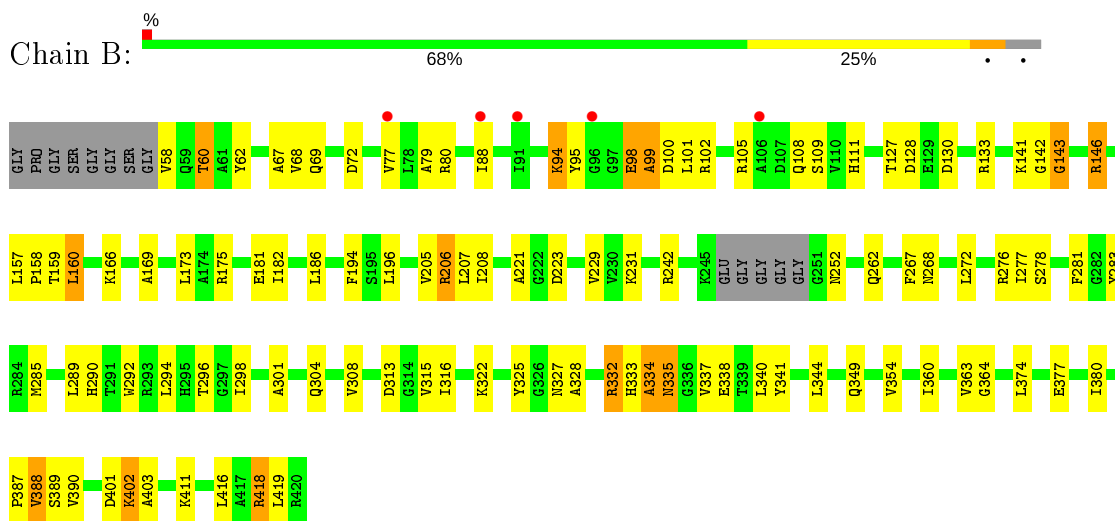 %
Chain B:
68% 25% • •
GLY PRO GLY SER GLY GLY SER GLY V58 Q59 T60 A61 Y62 A67 V68 Q69 D72 V77 L78 A79 R80 I88 I91 K94 Y95 G96 G97 E98 A99 D100 L101 R102 R105 A106 D107 Q108 S109 V110 H111 T127 D128 E129 D130 R133 K141 G142 G143 R146
L157 P158 T159 L160 K166 A169 L173 A174 R175 E181 I182 L186 F194 S195 L196 V205 R206 L207 I208 A221 G222 D223 V229 V230 K231 R242 K245 GLU GLY GLY GLY GLY G251 N252 Q262 F267 N268 L272 R276 I277 S278 F281 G282 Y283
R284 M285 L289 H290 T291 W292 R293 L294 H295 T296 G297 I298 A301 Q304 V308 D313 G314 V315 I316 K322 Y325 G326 N327 A328 R332 H333 A334 N335 G336 V337 E338 T339 L340 Y341 L344 Q349 V354 I360 V363 G364 L374 E377 I380
P387 V388 S389 V390 D401 K402 A403 K411 L416 A417 R418 L419 R420